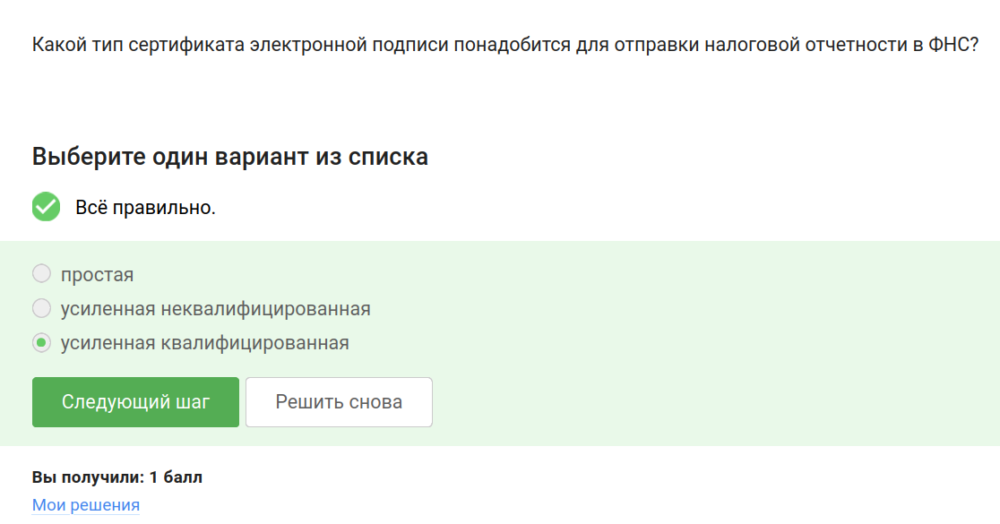 Какой тип сертификата электронной подписи понадобится для отправки налоговой отчетности в ФНС?
Выберите один вариант из списка
Всё правильно.
простая
усиленная неквалифицированная
усиленная квалифицированная
Следующий шаг
Решить снова
Вы получили: 1 балл
Мои решения